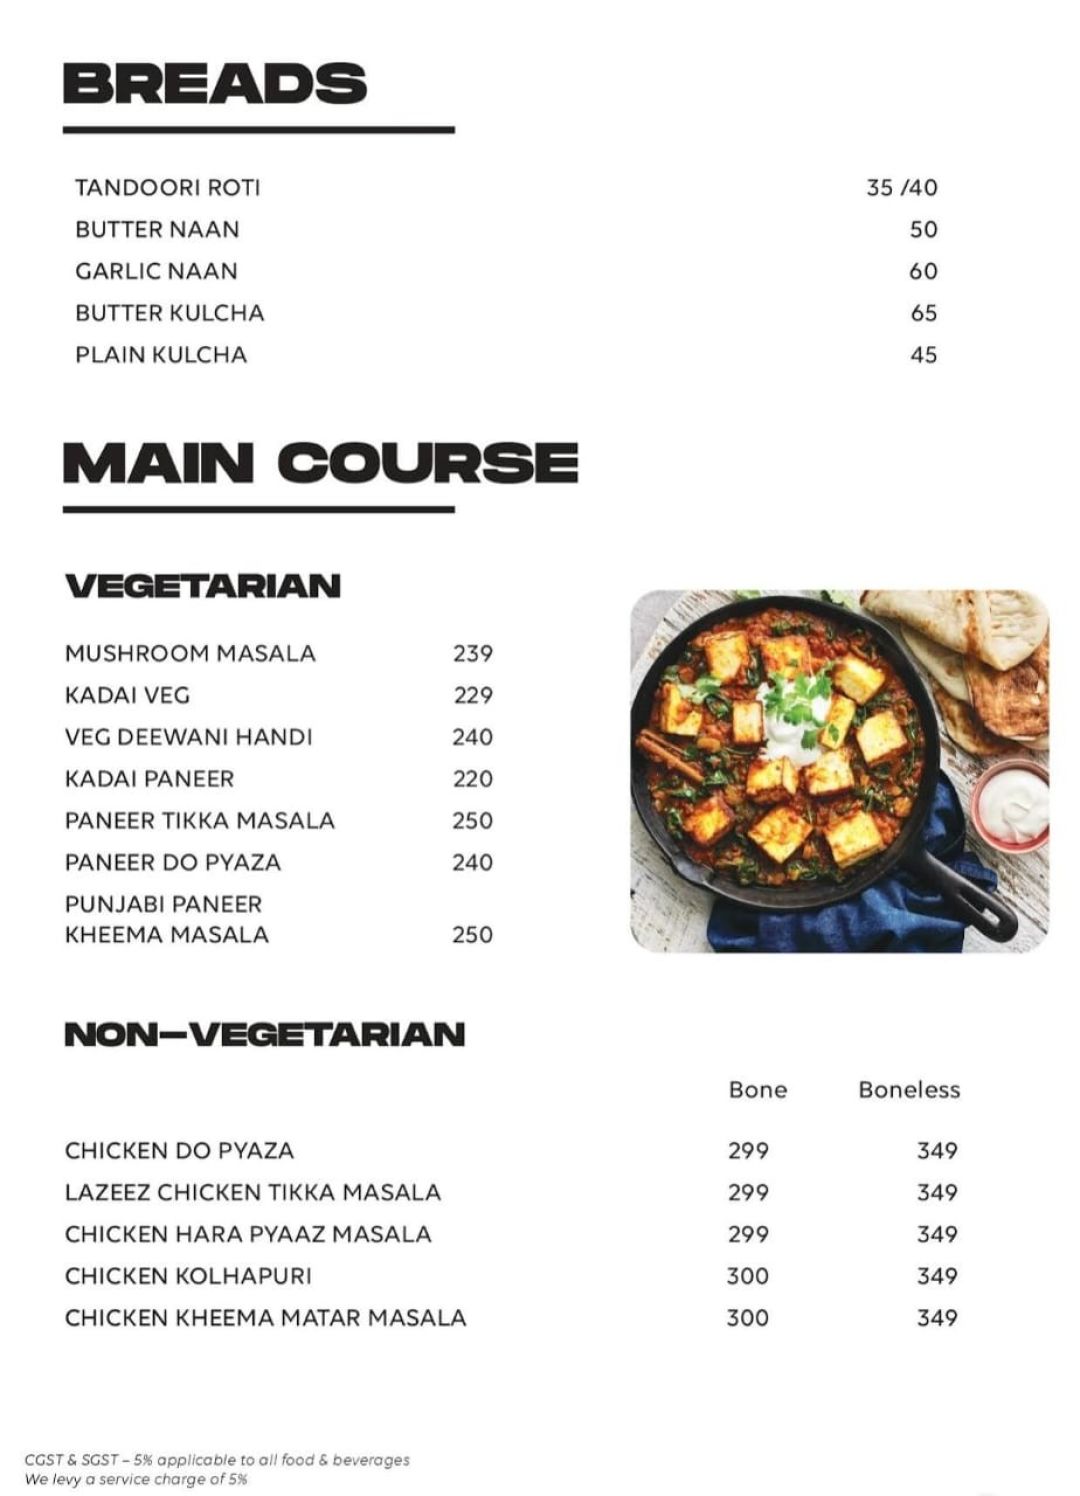 BREADS
TANDOORI ROTI 35 /40
BUTTER NAAN 50
GARLIC NAAN 60
BUTTER KULCHA 65
PLAIN KULCHA 45
MAIN COURSE
VEGETARIAN
MUSHROOM MASALA 239
KADAI VEG 229
VEG DEEWANI HANDI 240
KADAI PANEER 220
PANEER TIKKA MASALA 250
PANEER DO PYAZA 240
PUNJABI PANEER
KHEEMA MASALA 250
NON-VEGETARIAN
Bone Boneless
CHICKEN DO PYAZA 299 349
LAZEEZ CHICKEN TIKKA MASALA 299 349
CHICKEN HARA PYAAZ MASALA 299 349
CHICKEN KOLHAPURI 300 349
CHICKEN KHEEMA MATAR MASALA 300 349
CGST & SGST – 5% applicable to all food & beverages
We levy a service charge of 5%